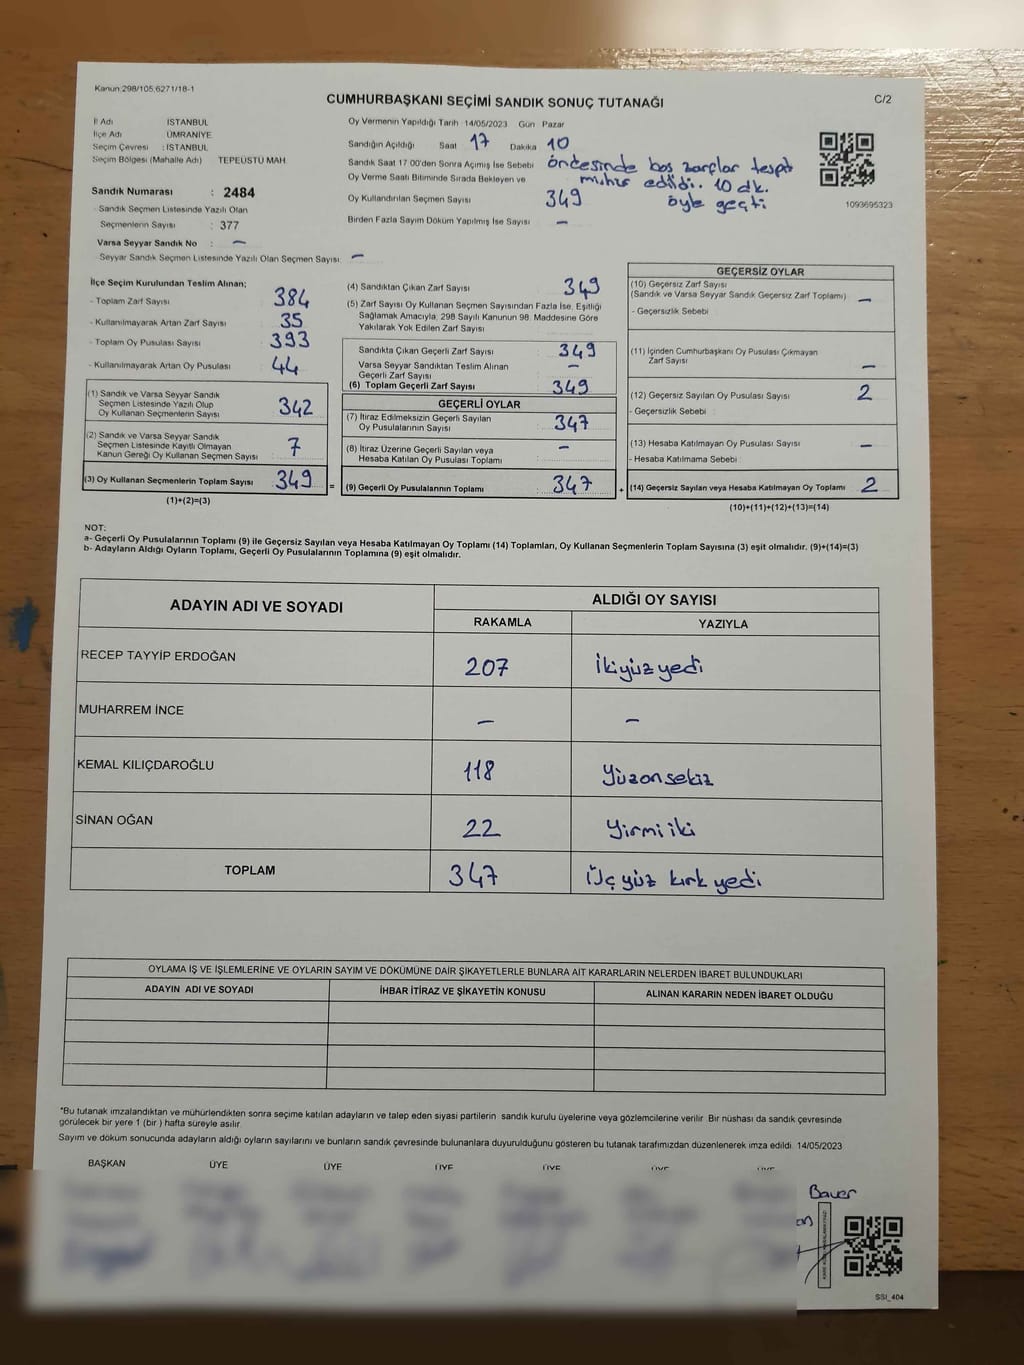 Kanun:298/105;6271/18-1
CUMHURBAŞKANI SEÇİMİ SANDIK SONUÇ TUTANAĞI
C/2
İl Adı : İSTANBUL
İlçe Adı : ÜMRANİYE
Seçim Çevresi : İSTANBUL
Seçim Bölgesi (Mahalle Adı) TEPEÜSTÜ MAH
Sandık Numarası : 2484
Sandık Seçmen Listesinde Yazılı Olan
Seçmenlerin Sayısı : 377
Varsa Seyyar Sandık No : –
Seyyar Sandık Seçmen Listesinde Yazılı Olan Seçmen Sayısı: –
Oy Vermenin Yapıldığı Tarih 14/05/2023 Gün Pazar
Sandığın Açıldığı Saat 17 Dakika 10
Sandık Saat 17:00'den Sonra Açılmış İse Sebebi öncesinde boş zarflar tespit
Oy Verme Saati Bitiminde Sırada Bekleyen ve mühür edildi. 10 dk.
Oy Kullandırılan Seçmen Sayısı 349 öyle geçti
Birden Fazla Sayım Döküm Yapılmış İse Sayısı –
1093695323
İlçe Seçim Kurulundan Teslim Alınan;
- Toplam Zarf Sayısı 384
- Kullanılmayarak Artan Zarf Sayısı 35
- Toplam Oy Pusulası Sayısı 393
- Kullanılmayarak Artan Oy Pusulası 44
(1) Sandık ve Varsa Seyyar Sandık
Seçmen Listesinde Yazılı Olup
Oy Kullanan Seçmenlerin Sayısı 342
(2) Sandık ve Varsa Seyyar Sandık
Seçmen Listesinde Kayıtlı Olmayan
Kanun Gereği Oy Kullanan Seçmen Sayısı 7
(3) Oy Kullanan Seçmenlerin Toplam Sayısı 349
(1)+(2)=(3)
(4) Sandıktan Çıkan Zarf Sayısı 349
(5) Zarf Sayısı Oy Kullanan Seçmen Sayısından Fazla İse, Eşitliği
Sağlamak Amacıyla; 298 Sayılı Kanunun 98. Maddesine Göre
Yakılarak Yok Edilen Zarf Sayısı
Sandıkta Çıkan Geçerli Zarf Sayısı 349
Varsa Seyyar Sandıktan Teslim Alınan
Geçerli Zarf Sayısı –
(6) Toplam Geçerli Zarf Sayısı 349
GEÇERLİ OYLAR
(7) İtiraz Edilmeksizin Geçerli Sayılan
Oy Pusulalarının Sayısı : 347
(8) İtiraz Üzerine Geçerli Sayılan veya
Hesaba Katılan Oy Pusulası Toplamı : –
= (9) Geçerli Oy Pusulalarının Toplamı : 347
GEÇERSİZ OYLAR
(10) Geçersiz Zarf Sayısı
(Sandık ve Varsa Seyyar Sandık Geçersiz Zarf Toplamı) –
- Geçersizlik Sebebi
(11) İçinden Cumhurbaşkanı Oy Pusulası Çıkmayan
Zarf Sayısı –
(12) Geçersiz Sayılan Oy Pusulası Sayısı 2
- Geçersizlik Sebebi
(13) Hesaba Katılmayan Oy Pusulası Sayısı –
- Hesaba Katılmama Sebebi
+ (14) Geçersiz Sayılan veya Hesaba Katılmayan Oy Toplamı 2
(10)+(11)+(12)+(13)=(14)
NOT:
a- Geçerli Oy Pusulalarının Toplamı (9) ile Geçersiz Sayılan veya Hesaba Katılmayan Oy Toplamı (14) Toplamları, Oy Kullanan Seçmenlerin Toplam Sayısına (3) eşit olmalıdır. (9)+(14)=(3)
b- Adayların Aldığı Oyların Toplamı, Geçerli Oy Pusulalarının Toplamına (9) eşit olmalıdır.
ADAYIN ADI VE SOYADI ALDIĞI OY SAYISI
RAKAMLA YAZIYLA
RECEP TAYYİP ERDOĞAN 207 İkiyüzyedi
MUHARREM İNCE – –
KEMAL KILIÇDAROĞLU 118 Yüzonsekiz
SİNAN OĞAN 22 Yirmiiki
TOPLAM 347 Üçyüz kırk yedi
OYLAMA İŞ VE İŞLEMLERİNE VE OYLARIN SAYIM VE DÖKÜMÜNE DAİR ŞİKAYETLERLE BUNLARA AİT KARARLARIN NELERDEN İBARET BULUNDUKLARI
ADAYIN ADI VE SOYADI İHBAR İTİRAZ VE ŞİKAYETİN KONUSU ALINAN KARARIN NEDEN İBARET OLDUĞU
*Bu tutanak imzalandıktan ve mühürlendikten sonra seçime katılan adayların ve talep eden siyasi partilerin sandık kurulu üyelerine veya gözlemcilerine verilir. Bir nüshası da sandık çevresinde
görülecek bir yere 1 (bir ) hafta süreyle asılır.
Sayım ve döküm sonucunda adayların aldığı oyların sayılarını ve bunların sandık çevresinde bulunanlara duyurulduğunu gösteren bu tutanak tarafımızdan düzenlenerek imza edildi. 14/05/2023
BAŞKAN ÜYE ÜYE ÜYE ÜYE ÜYE ÜYE
Baver
SSI_404